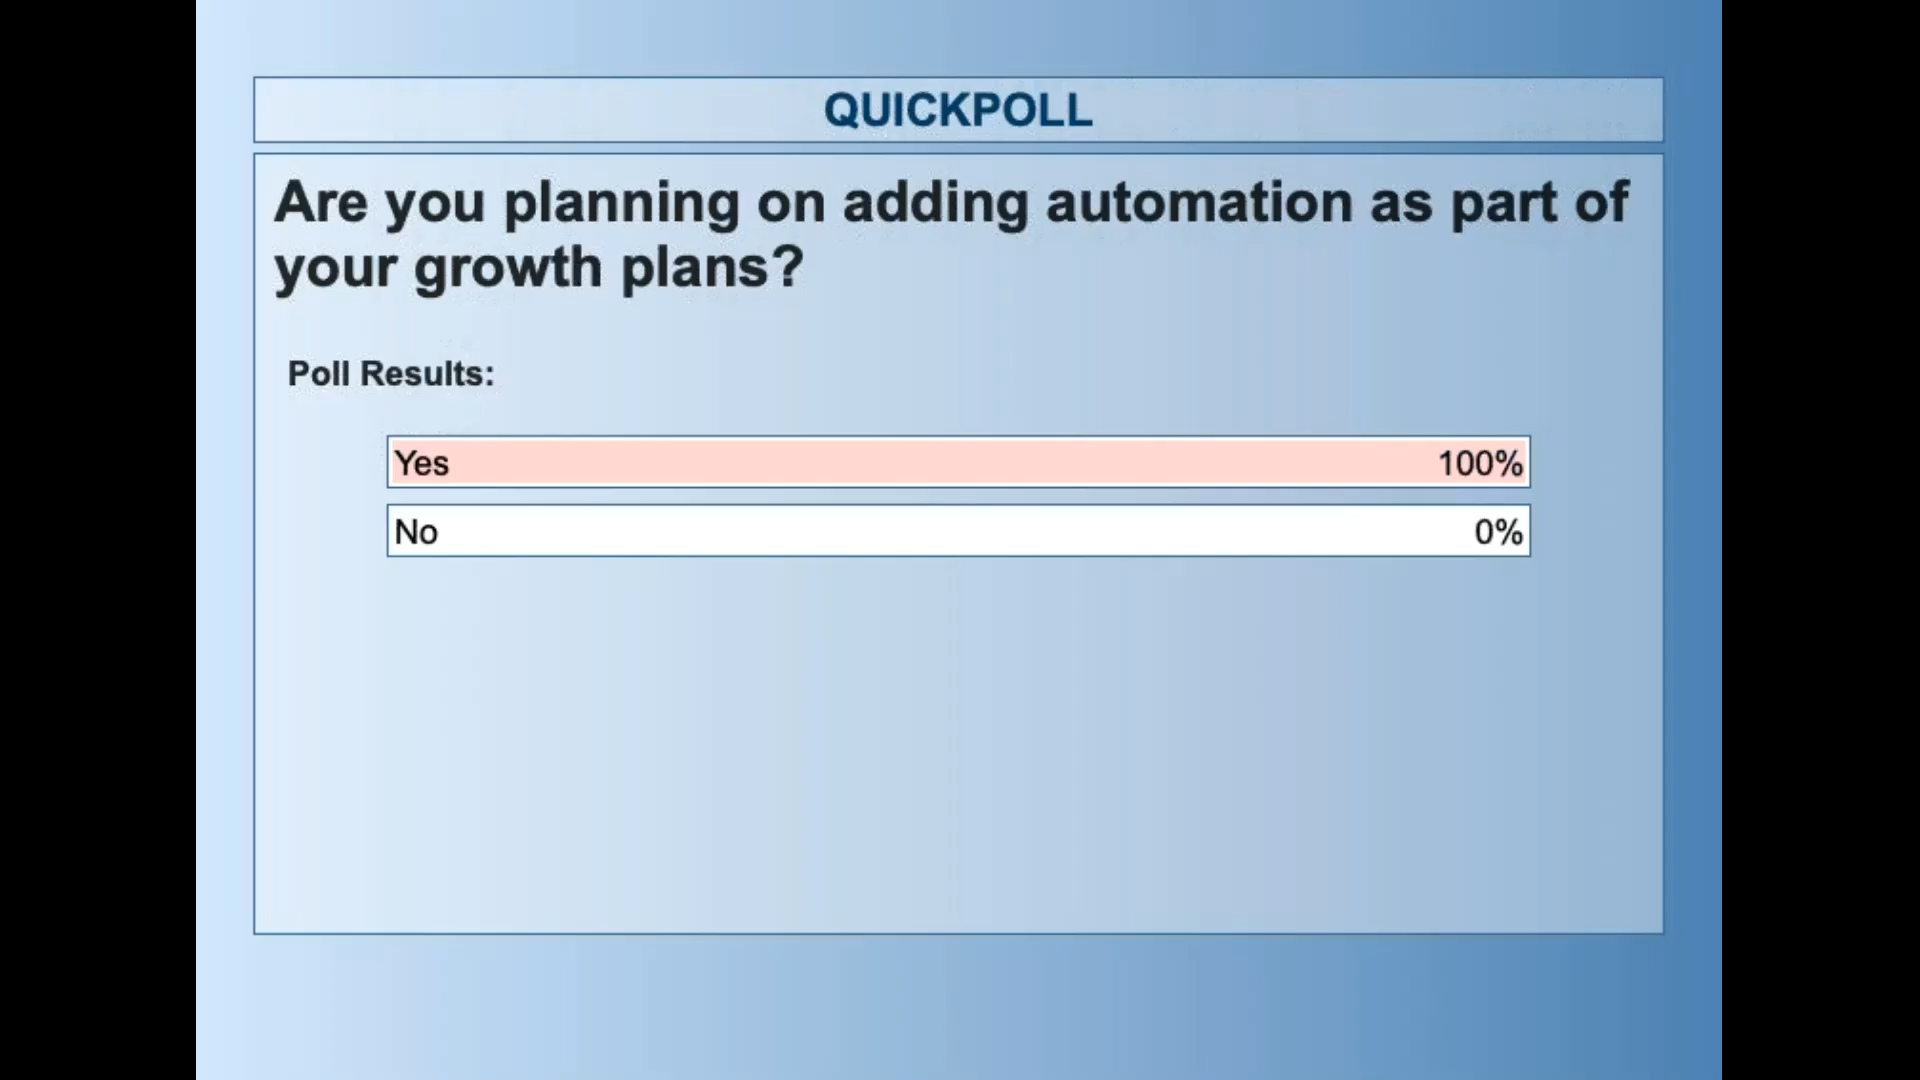 QUICKPOLL
Are you planning on adding automation as part of
your growth plans?
Poll Results:
Yes 100%
No 0%